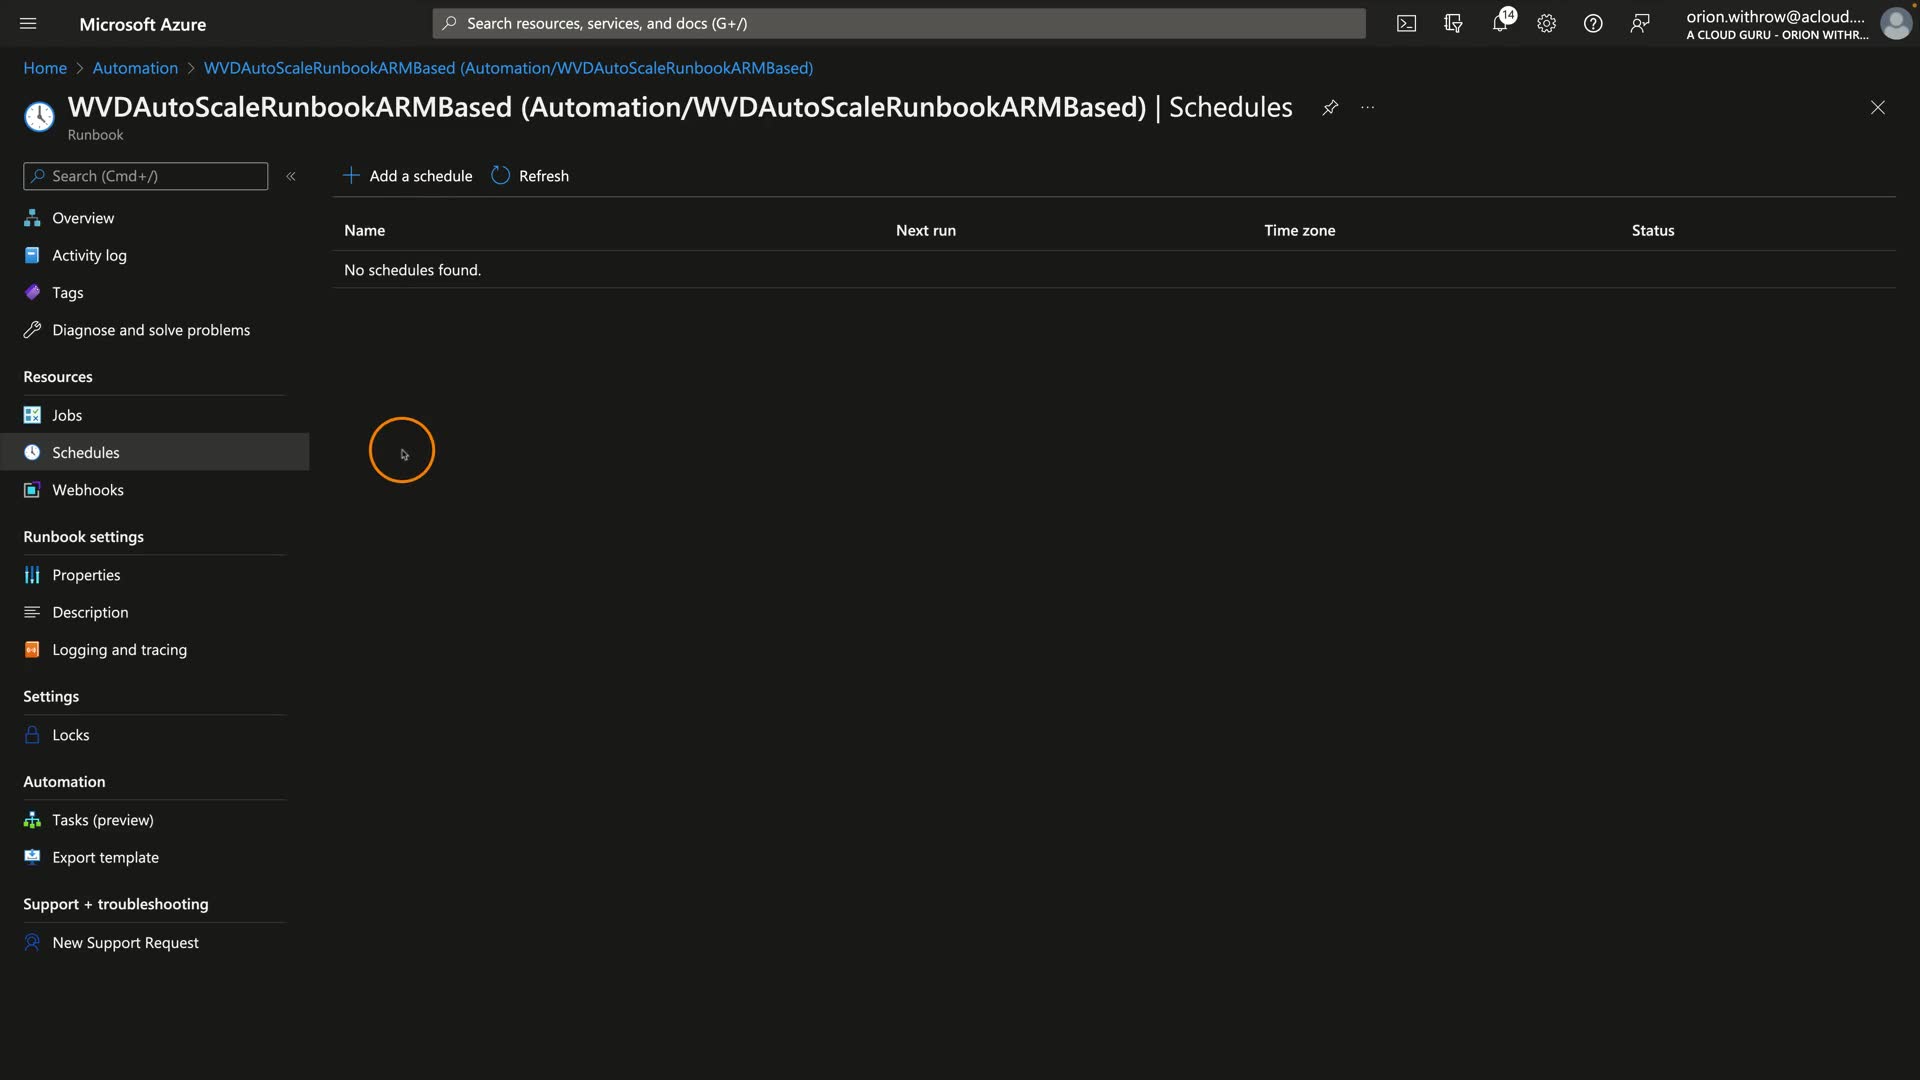 Microsoft Azure
Search resources, services, and docs (G+/)
14
orion.withrow@acloud....
A CLOUD GURU - ORION WITHR...
Home > Automation > WVDAutoScaleRunbookARMBased (Automation/WVDAutoScaleRunbookARMBased)
WVDAutoScaleRunbookARMBased (Automation/WVDAutoScaleRunbookARMBased) | Schedules ...
Runbook
Search (Cmd+/)
«
Add a schedule
Refresh
Name
Next run
Time zone
Status
No schedules found.
Overview
Activity log
Tags
Diagnose and solve problems
Resources
Jobs
Schedules
Webhooks
Runbook settings
Properties
Description
Logging and tracing
Settings
Locks
Automation
Tasks (preview)
Export template
Support + troubleshooting
New Support Request